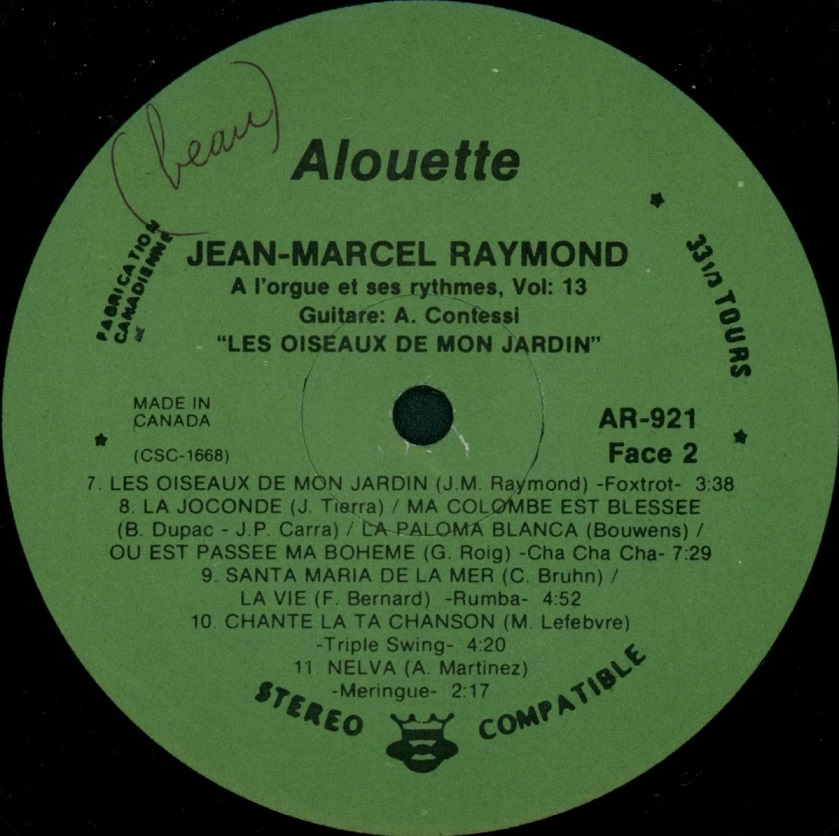 (beau)
Alouette
FABRICATION
CANADIENNE
33 1/3 TOURS
JEAN-MARCEL RAYMOND
A l'orgue et ses rythmes, Vol: 13
Guitare: A. Contessi
“LES OISEAUX DE MON JARDIN”
MADE IN
CANADA
(CSC-1668)
AR-921
Face 2
7. LES OISEAUX DE MON JARDIN (J.M. Raymond) -Foxtrot- 3:38
8. LA JOCONDE (J. Tierra) / MA COLOMBE EST BLESSEE
(B. Dupac - J.P. Carra) / LA PALOMA BLANCA (Bouwens) /
OU EST PASSEE MA BOHEME (G. Roig) -Cha Cha Cha- 7:29
9. SANTA MARIA DE LA MER (C. Bruhn) /
LA VIE (F. Bernard) -Rumba- 4:52
10 CHANTE LA TA CHANSON (M. Lefebvre)
-Triple Swing- 4:20
11 NELVA (A. Martinez)
-Meringue- 2:17
STEREO COMPATIBLE